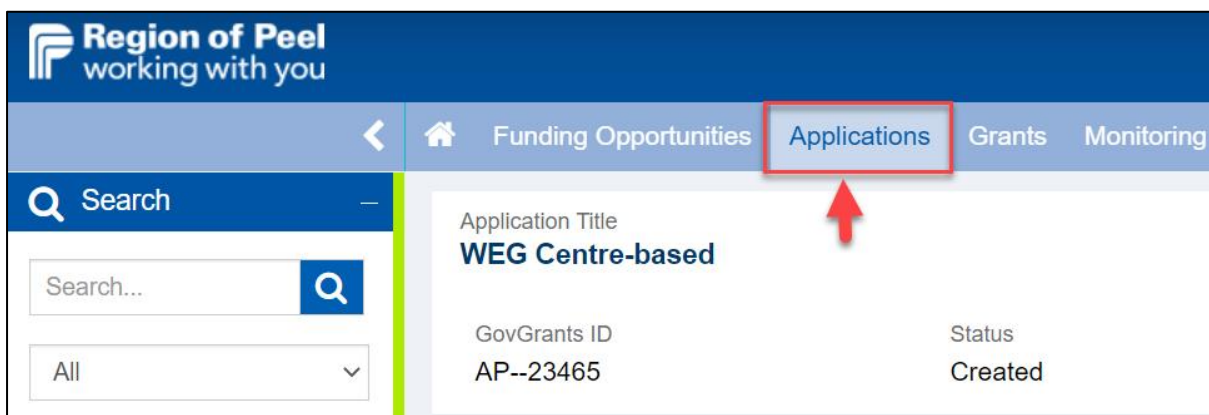 Region of Peel
working with you
Funding Opportunities Applications Grants Monitoring
Search
Search...
All
Application Title
WEG Centre-based
GovGrants ID Status
AP--23465 Created